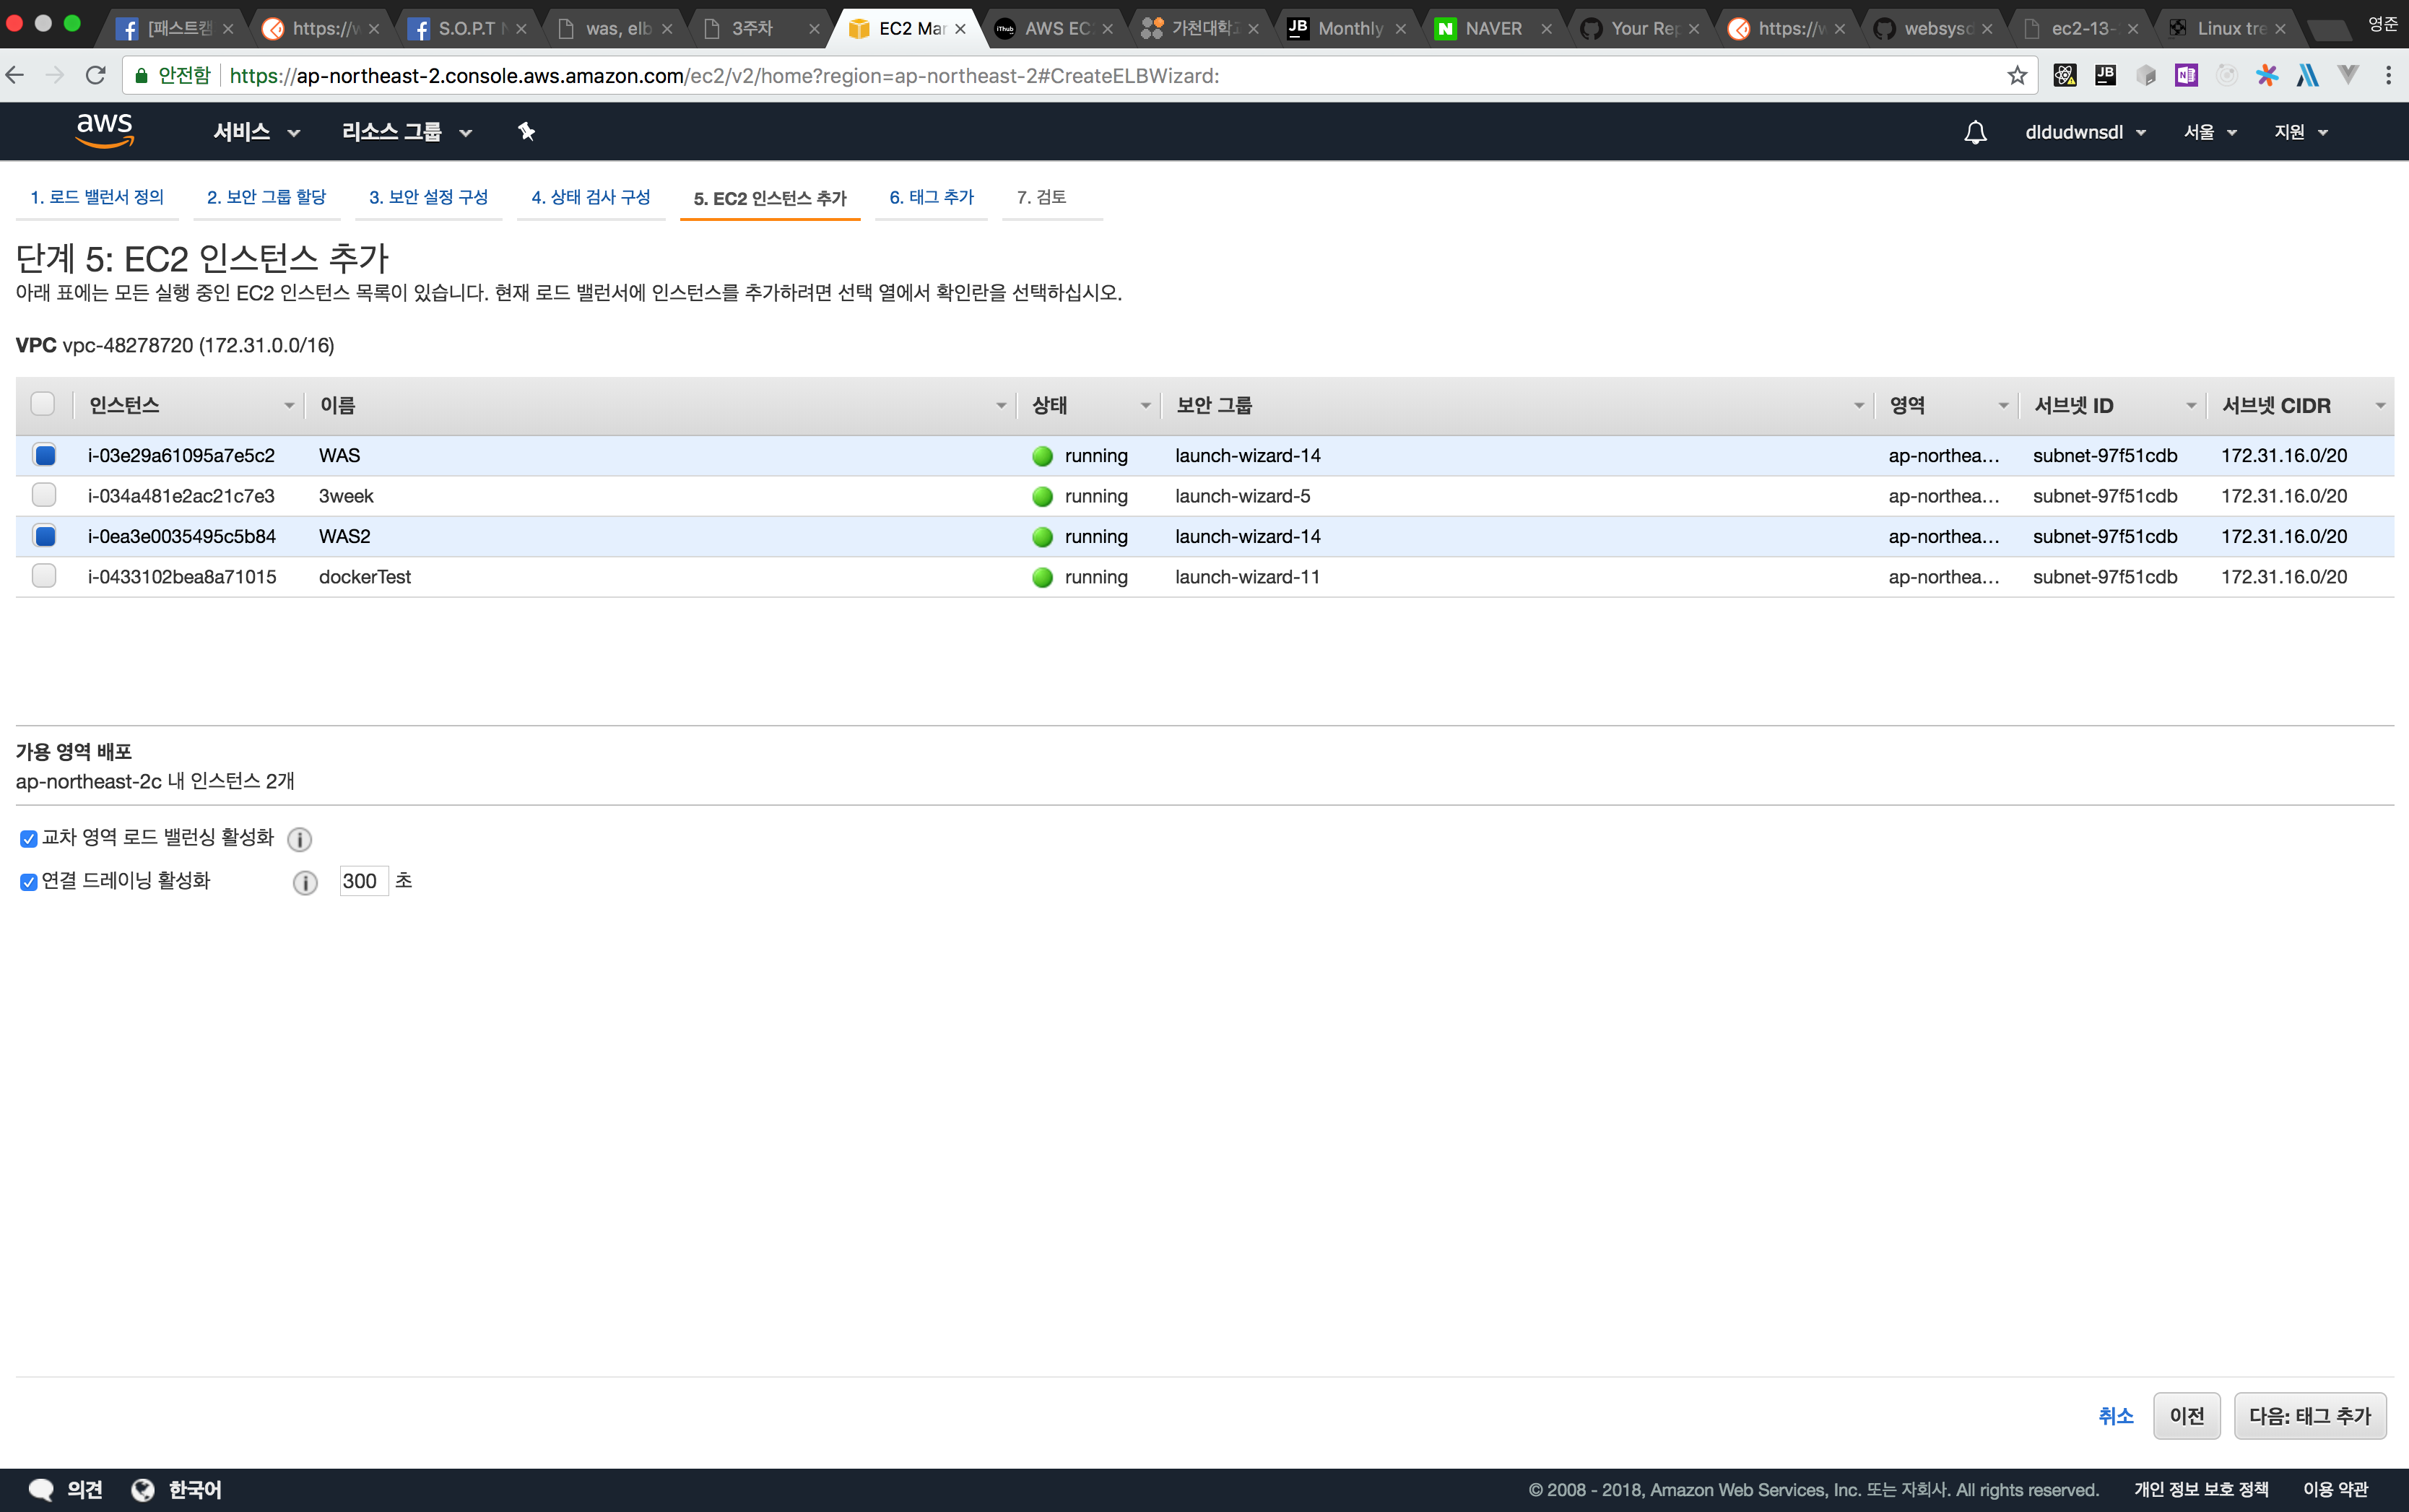 [패스트캠
https://w
S.O.P.T N
was, elb
3주차
EC2 Mar
AWS EC
가천대학
Monthly
NAVER
Your Rep
https://w
websysd
ec2-13-
Linux tre
영준
안전함
https://ap-northeast-2.console.aws.amazon.com/ec2/v2/home?region=ap-northeast-2#CreateELBWizard:
aws 서비스 리소스 그룹 dldudwnsdl 서울 지원
1. 로드 밸런서 정의 2. 보안 그룹 할당 3. 보안 설정 구성 4. 상태 검사 구성 5. EC2 인스턴스 추가 6. 태그 추가 7. 검토
단계 5: EC2 인스턴스 추가
아래 표에는 모든 실행 중인 EC2 인스턴스 목록이 있습니다. 현재 로드 밸런서에 인스턴스를 추가하려면 선택 열에서 확인란을 선택하십시오.
VPC vpc-48278720 (172.31.0.0/16)
인스턴스 이름 상태 보안 그룹 영역 서브넷 ID 서브넷 CIDR
i-03e29a61095a7e5c2 WAS running launch-wizard-14 ap-northea... subnet-97f51cdb 172.31.16.0/20
i-034a481e2ac21c7e3 3week running launch-wizard-5 ap-northea... subnet-97f51cdb 172.31.16.0/20
i-0ea3e0035495c5b84 WAS2 running launch-wizard-14 ap-northea... subnet-97f51cdb 172.31.16.0/20
i-0433102bea8a71015 dockerTest running launch-wizard-11 ap-northea... subnet-97f51cdb 172.31.16.0/20
가용 영역 배포
ap-northeast-2c 내 인스턴스 2개
교차 영역 로드 밸런싱 활성화
연결 드레이닝 활성화 300 초
취소 이전 다음: 태그 추가
의견 한국어 © 2008 - 2018, Amazon Web Services, Inc. 또는 자회사. All rights reserved. 개인 정보 보호 정책 이용 약관